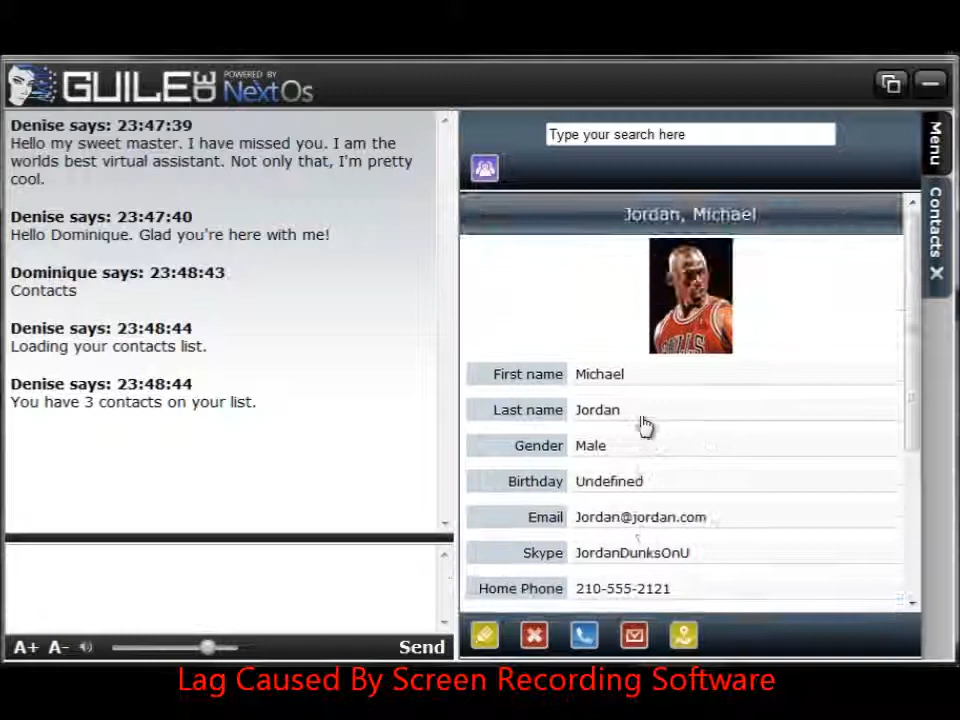 GUILE 3D POWERED BY
NextOs
Denise says: 23:47:39
Hello my sweet master. I have missed you. I am the
worlds best virtual assistant. Not only that, I'm pretty
cool.
Denise says: 23:47:40
Hello Dominique. Glad you're here with me!
Dominique says: 23:48:43
Contacts
Denise says: 23:48:44
Loading your contacts list.
Denise says: 23:48:44
You have 3 contacts on your list.
A+ A- Send
Type your search here
Menu
Contacts X
Jordan, Michael
First name Michael
Last name Jordan
Gender Male
Birthday Undefined
Email Jordan@jordan.com
Skype JordanDunksOnU
Home Phone 210-555-2121
Lag Caused By Screen Recording Software